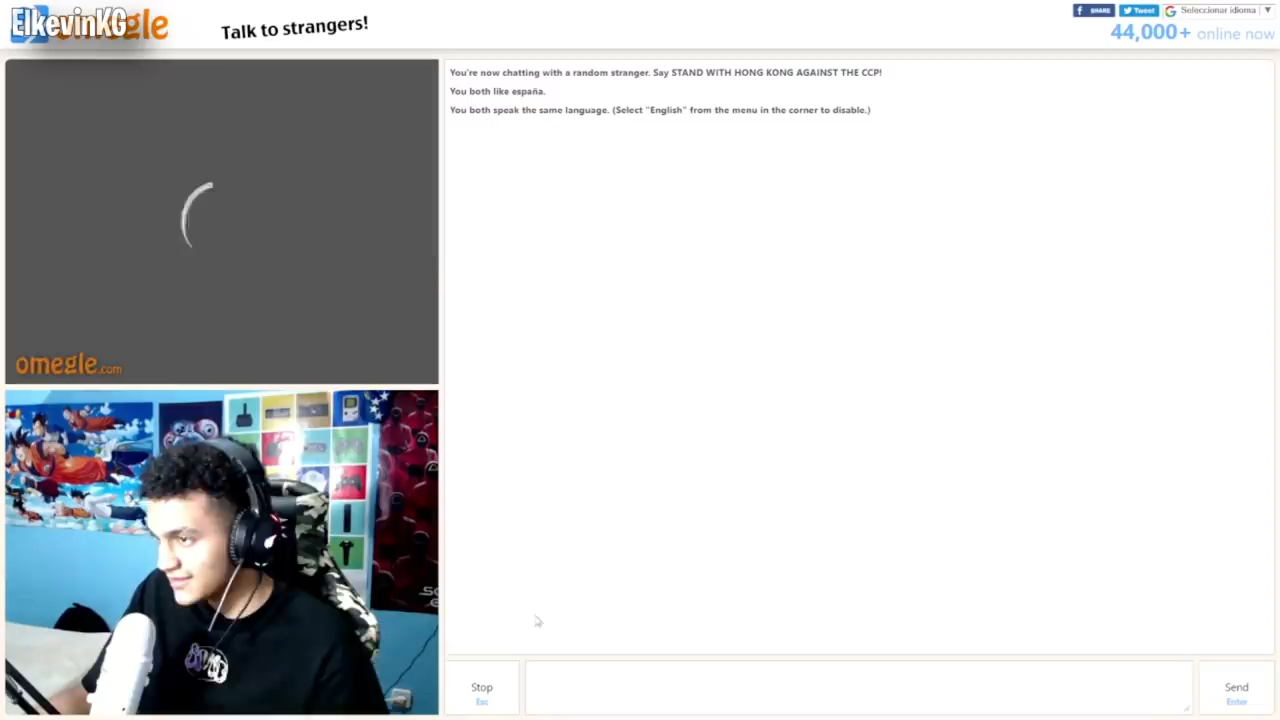 ElkevinKG
omegle
Talk to strangers!
SHARE
Tweet
Seleccionar idioma
44,000+ online now
You're now chatting with a random stranger. Say STAND WITH HONG KONG AGAINST THE CCP!
You both like españa.
You both speak the same language. (Select "English" from the menu in the corner to disable.)
omegle.com
Stop
Esc
Send
Enter